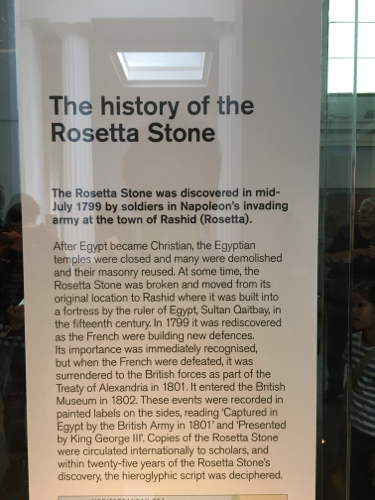 The history of the
Rosetta Stone
The Rosetta Stone was discovered in mid-
July 1799 by soldiers in Napoleon's invading
army at the town of Rashid (Rosetta).
After Egypt became Christian, the Egyptian
temples were closed and many were demolished
and their masonry reused. At some time, the
Rosetta Stone was broken and moved from its
original location to Rashid where it was built into
a fortress by the ruler of Egypt, Sultan Qaitbay, in
the fifteenth century. In 1799 it was rediscovered
as the French were building new defences.
Its importance was immediately recognised,
but when the French were defeated, it was
surrendered to the British forces as part of the
Treaty of Alexandria in 1801. It entered the British
Museum in 1802. These events were recorded in
painted labels on the sides, reading 'Captured in
Egypt by the British Army in 1801' and 'Presented
by King George III'. Copies of the Rosetta Stone
were circulated internationally to scholars, and
within twenty-five years of the Rosetta Stone's
discovery, the hieroglyphic script was deciphered.